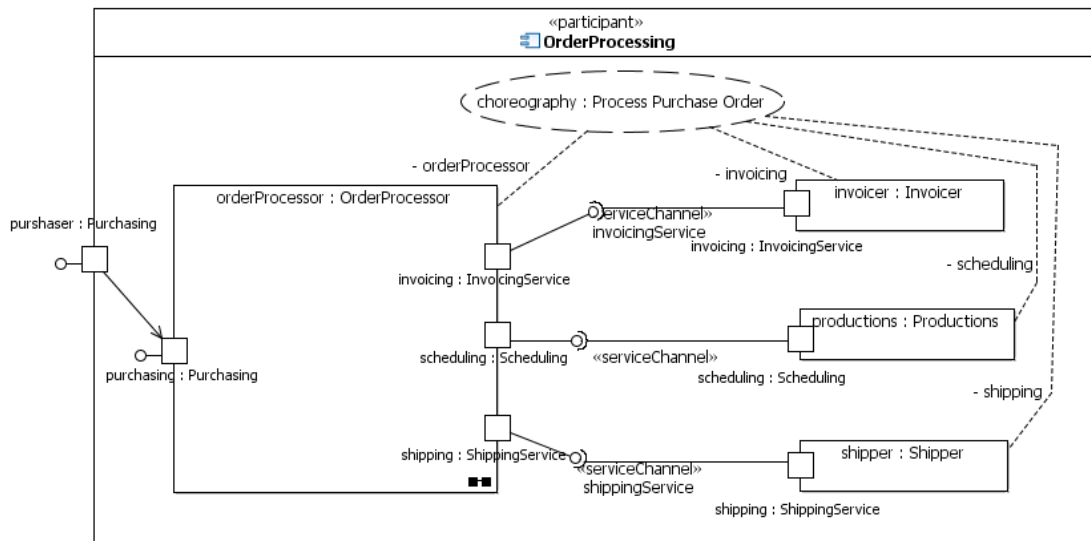 «participant»
OrderProcessing
choreography : Process Purchase Order
- orderProcessor
- invoicing
orderProcessor : OrderProcessor
invoicer : Invoicer
purshaser : Purchasing
serviceChannel»
invoicingService
invoicing : InvoicingService
invoicing : InvoicingService
- scheduling
productions : Productions
scheduling : Scheduling
«serviceChannel»
purchasing : Purchasing
scheduling : Scheduling
- shipping
shipping : ShippingService
shipper : Shipper
«serviceChannel»
shippingService
shipping : ShippingService